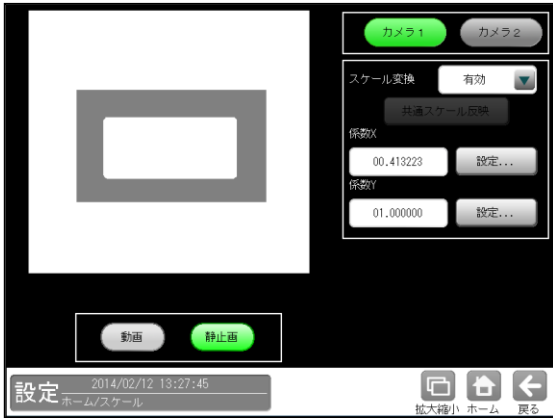 カメラ1
カメラ2
スケール変換
有効
共通スケール反映
係数X
00.413223
設定...
係数Y
01.000000
設定...
動画
静止画
設定
2014/02/12 13:27:45
ホーム/スケール
拡大縮小
ホーム
戻る